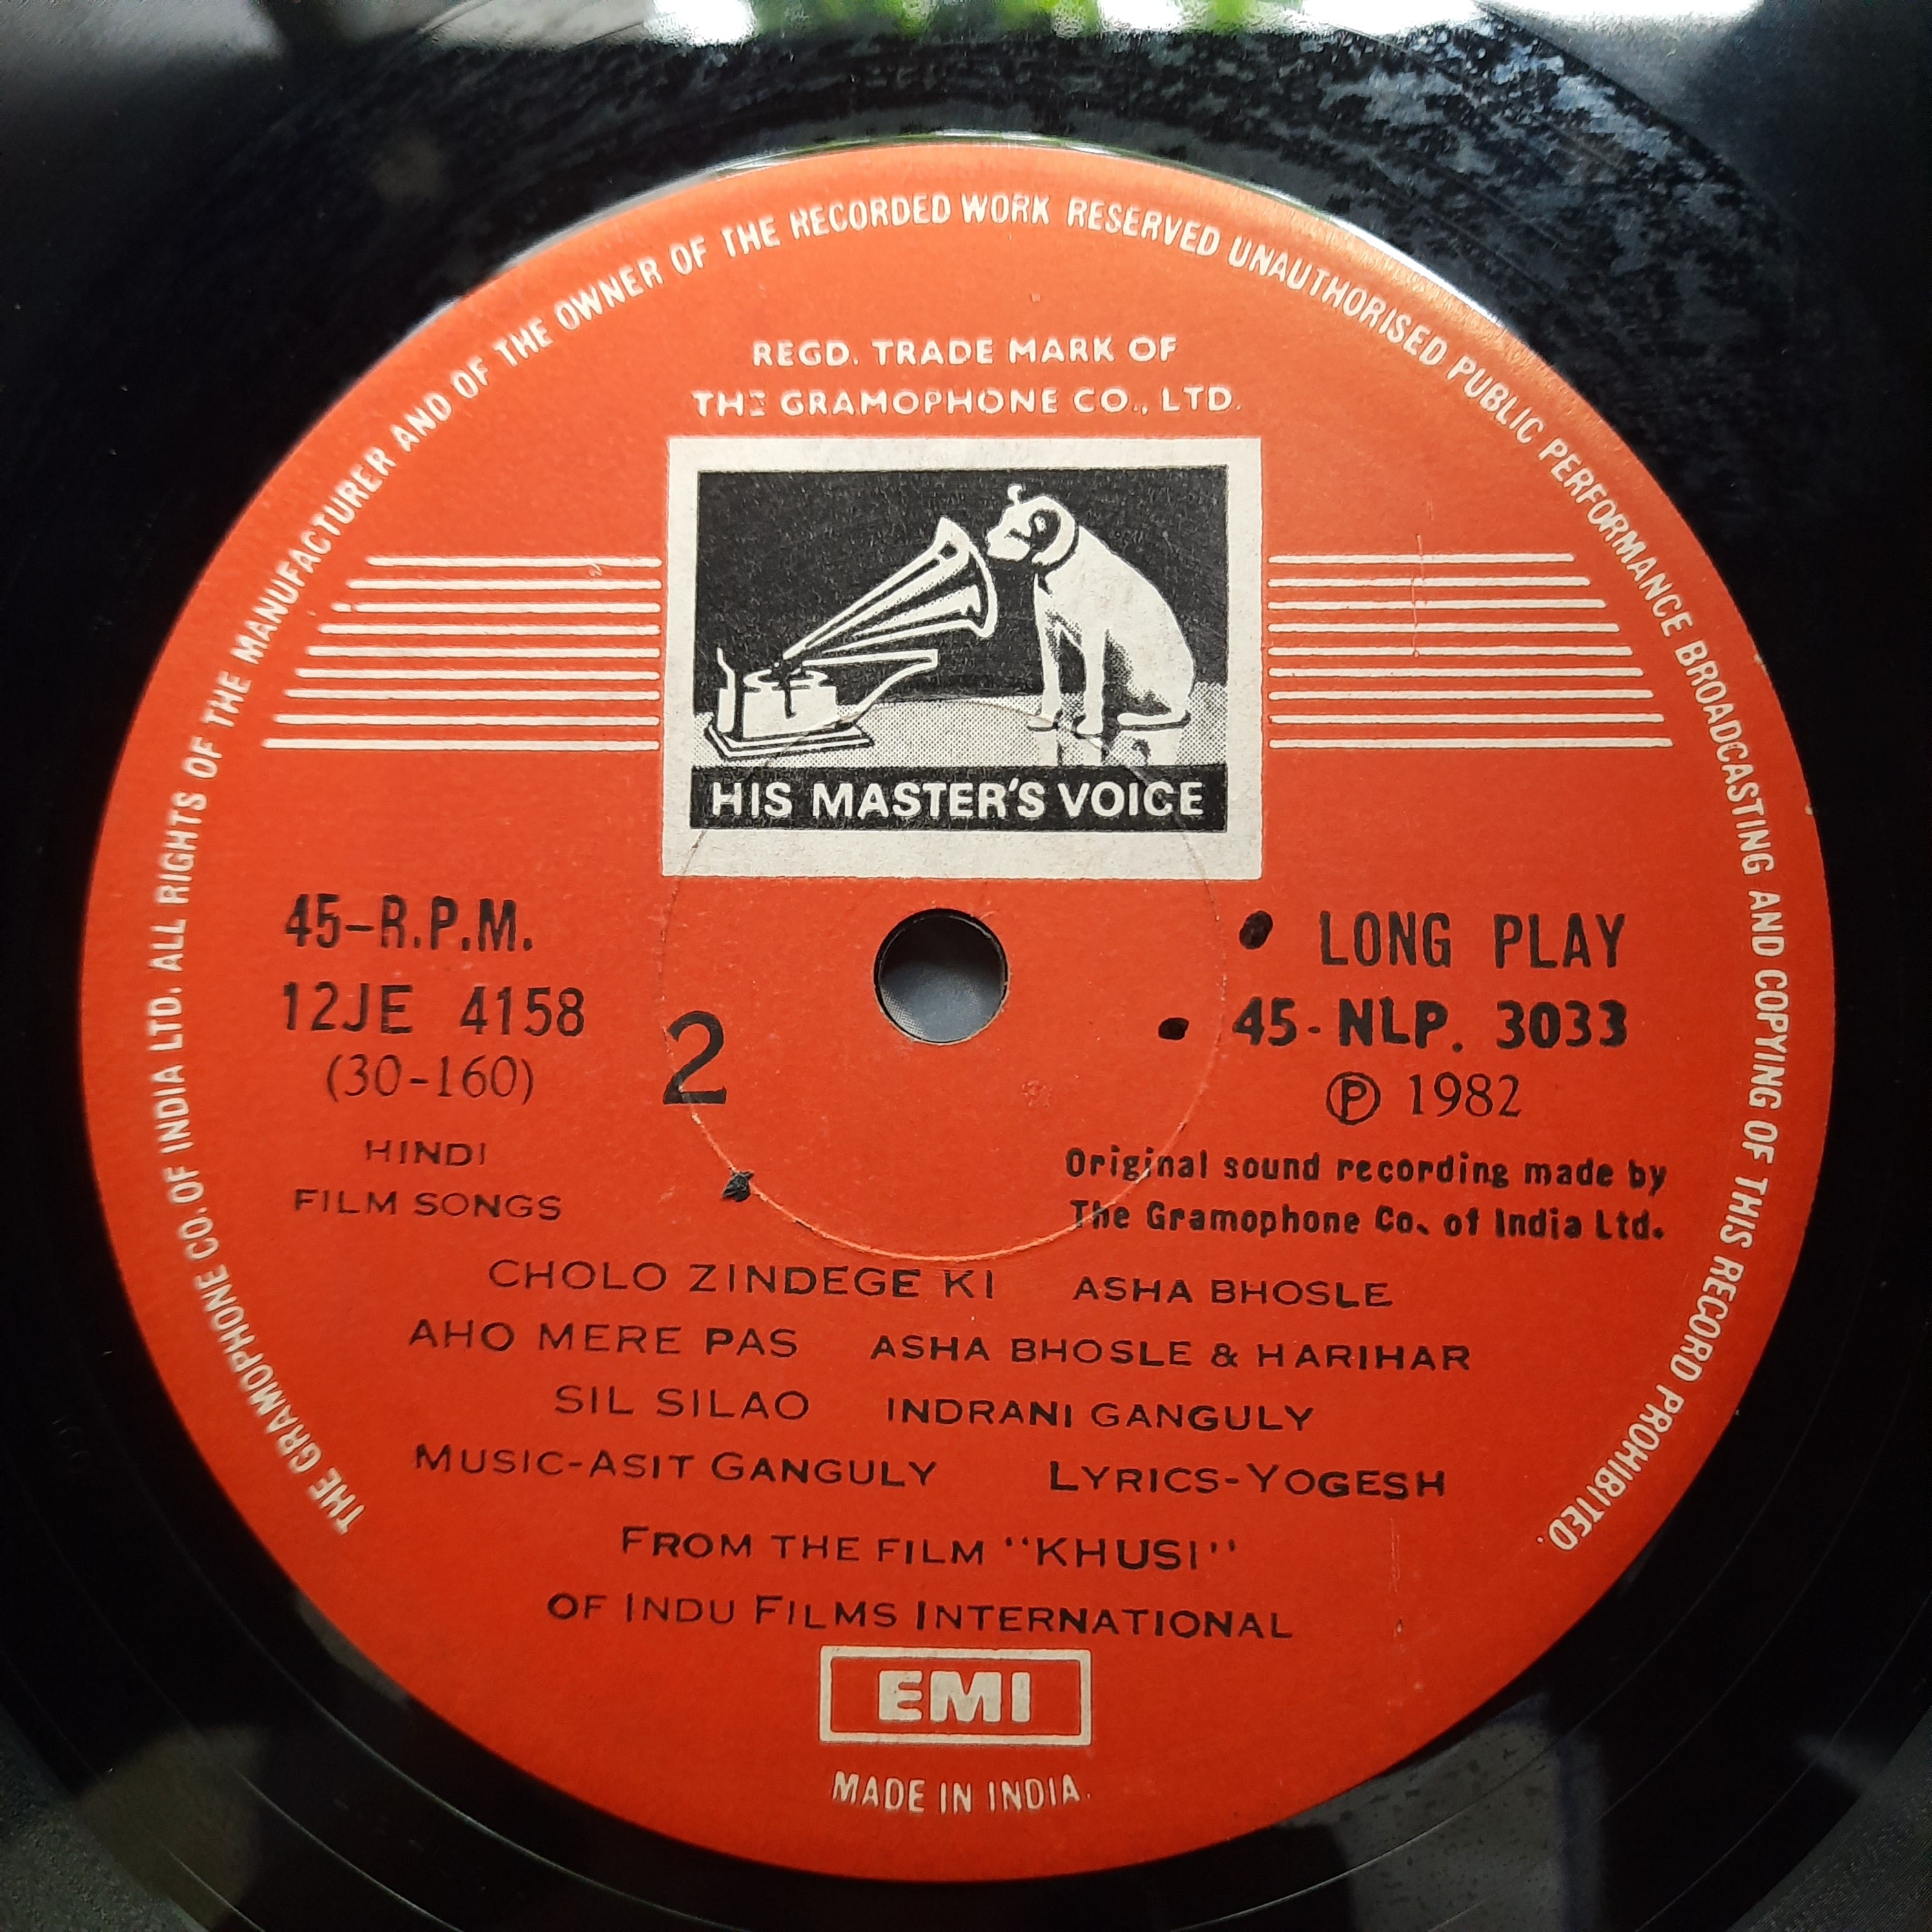 THE GRAMOPHONE CO. OF INDIA LTD. ALL RIGHTS OF THE MANUFACTURER AND OF THE OWNER OF THE RECORDED WORK RESERVED UNAUTHORISED PUBLIC PERFORMANCE BROADCASTING AND COPYING OF THIS RECORD PROHIBITED.
REGD. TRADE MARK OF
THE GRAMOPHONE CO., LTD.
HIS MASTER'S VOICE
45-R.P.M.
12JE 4158
(30-160)
2
HINDI
FILM SONGS
LONG PLAY
45-NLP. 3033
Ⓟ 1982
Original sound recording made by
The Gramophone Co. of India Ltd.
CHOLO ZINDEGE KI ASHA BHOSLE
AHO MERE PAS ASHA BHOSLE & HARIHAR
SIL SILAO INDRANI GANGULY
MUSIC-ASIT GANGULY LYRICS-YOGESH
FROM THE FILM "KHUSI"
OF INDU FILMS INTERNATIONAL
EMI
MADE IN INDIA.